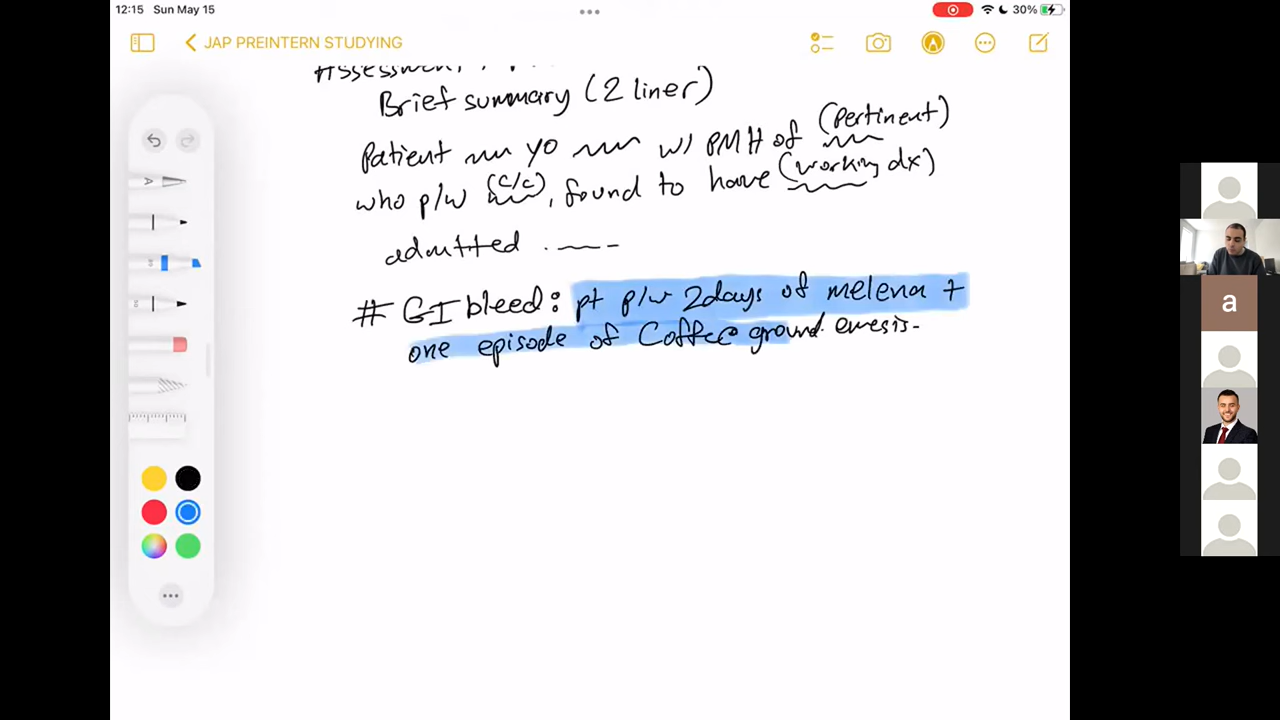 12:15 Sun May 15
30%
JAP PREINTERN STUDYING
Brief summary (2 liner)
Patient yo w/ PMH of (Pertinent)
who p/w (c/c), found to have (working dx)
admitted
# GI bleed: pt p/w 2days of melena +
one episode of Coffee ground emesis.
A
a